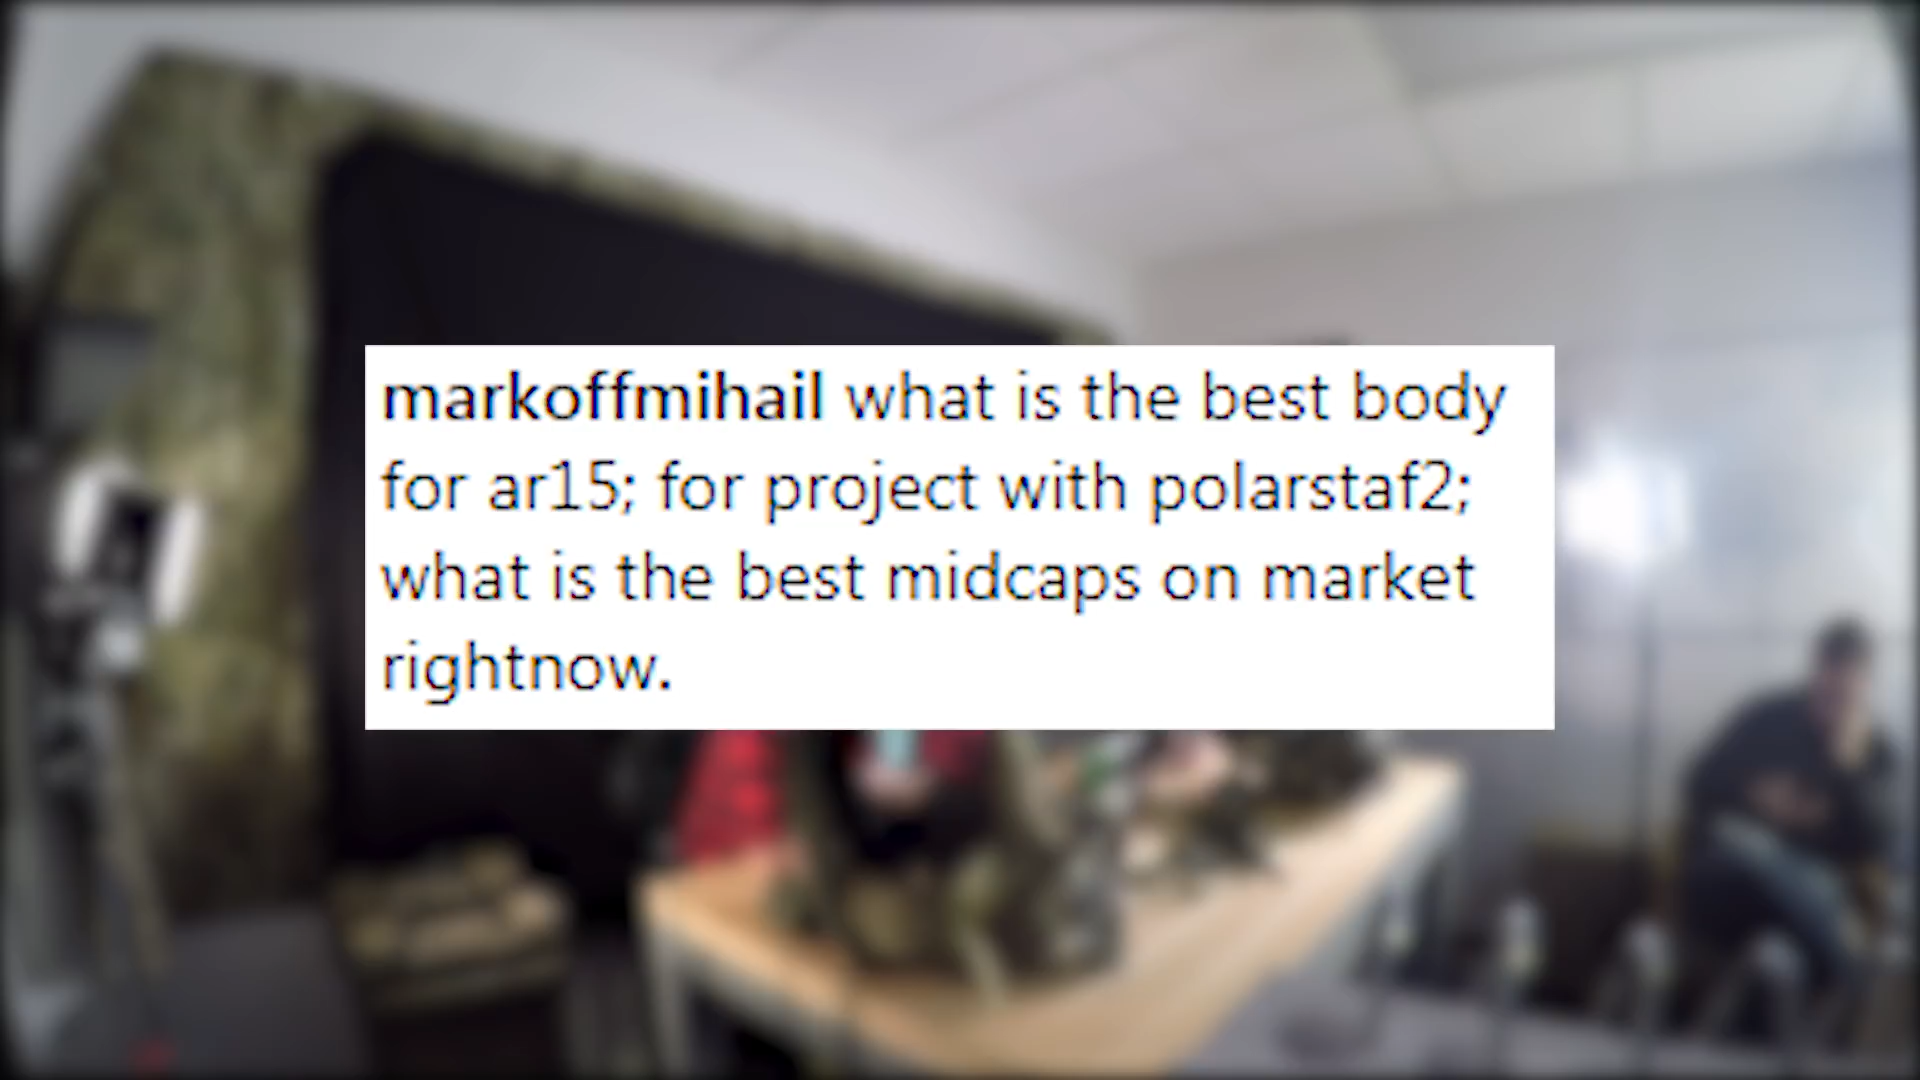 markoffmihail what is the best body
for ar15; for project with polarstaf2;
what is the best midcaps on market
rightnow.